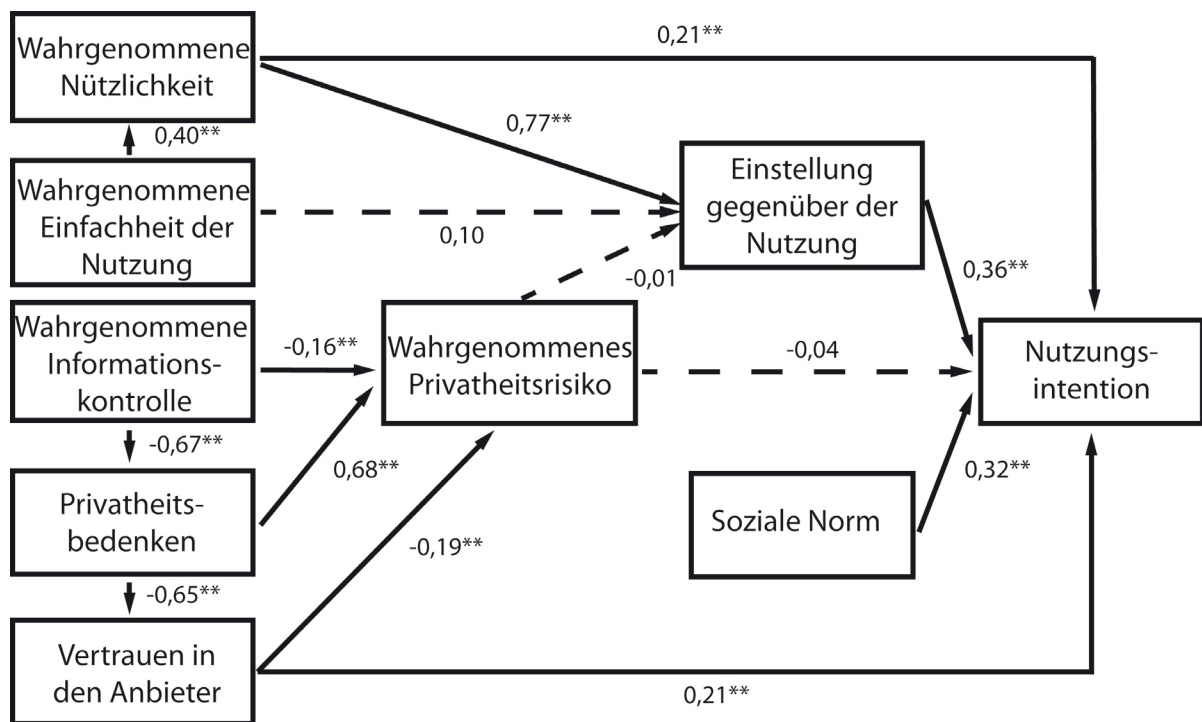 Wahrgenommene
Nützlichkeit
0,21**
0,77**
0,40**
Wahrgenommene
Einfachheit der
Nutzung
0,10
Einstellung
gegenüber der
Nutzung
-0,01
0,36**
Wahrgenommene
Informations-
kontrolle
-0,16**
Wahrgenommenes
Privatheitsrisiko
-0,04
Nutzungs-
intention
-0,67**
0,68**
Privatheits-
bedenken
-0,19**
Soziale Norm
0,32**
-0,65**
Vertrauen in
den Anbieter
0,21**